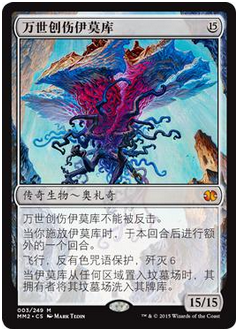 万世创伤伊莫库 15
传奇生物～奥札奇
万世创伤伊莫库不能被反击。
当你施放伊莫库时，于本回合后进行额
外的一个回合。
飞行，反有色咒语保护，歼灭6
当伊莫库从任何区域置入坟墓场时，其
拥有者将其坟墓场洗入其牌库。
15/15
003/249 M
MM2 • CS Mark Tedin
™ & © 2015 Wizards of the Coast